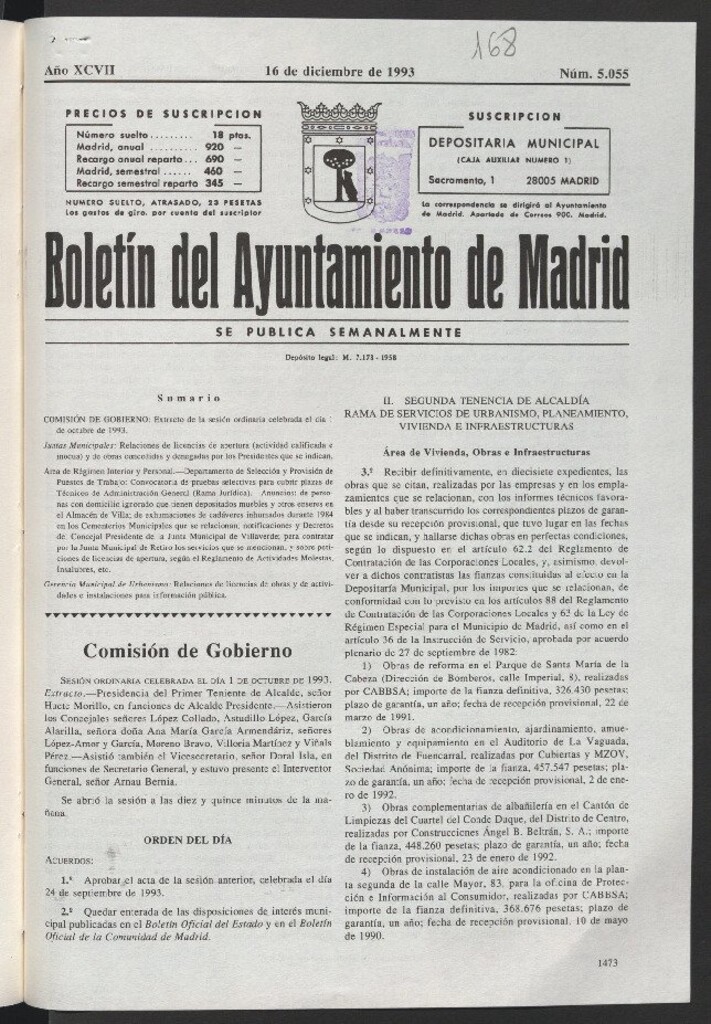 168
Año XCVII
16 de diciembre de 1993
Núm. 5.055
PRECIOS DE SUSCRIPCION
Número suelto......... 18 ptas.
Madrid, anual ......... 920 —
Recargo anual reparto... 690 —
Madrid, semestral ...... 460 —
Recargo semestral reparto 345 —
NUMERO SUELTO, ATRASADO, 23 PESETAS
Los gastos de giro, por cuenta del suscriptor
SUSCRIPCION
DEPOSITARIA MUNICIPAL
(CAJA AUXILIAR NUMERO 1)
Sacramento, 1 28005 MADRID
La correspondencia se dirigirá al Ayuntamiento
de Madrid. Apartado de Correos 900. Madrid.
Boletín del Ayuntamiento de Madrid
SE PUBLICA SEMANALMENTE
Depósito legal: M. 7.178 - 1958
Sumario
COMISIÓN DE GOBIERNO: Extracto de la sesión ordinaria celebrada el día 1
de octubre de 1993.
Juntas Municipales: Relaciones de licencias de apertura (actividad calificada e
inocua) y de obras concedidas y denegadas por los Presidentes que se indican.
Área de Régimen Interior y Personal.—Departamento de Selección y Provisión de
Puestos de Trabajo: Convocatoria de pruebas selectivas para cubrir plazas de
Técnicos de Administración General (Rama Jurídica). Anuncios: de perso-
nas con domicilio ignorado que tienen depositados muebles y otros enseres en
el Almacén de Villa; de exhumaciones de cadáveres inhumados durante 1984
en los Cementerios Municipales que se relacionan, notificaciones y Decretos
del Concejal Presidente de la Junta Municipal de Villaverde; para contratar
por la Junta Municipal de Retiro los servicios que se mencionan, y sobre peti-
ciones de licencias de apertura, según el Reglamento de Actividades Molestas,
Insalubres, etc.
Gerencia Municipal de Urbanismo: Relaciones de licencias de obras y de activi-
dades e instalaciones para información pública.
Comisión de Gobierno
SESIÓN ORDINARIA CELEBRADA EL DÍA 1 DE OCTUBRE DE 1993.
Extracto.—Presidencia del Primer Teniente de Alcalde, señor
Huete Morillo, en funciones de Alcalde Presidente.—Asistieron
los Concejales señores López Collado, Astudillo López, García
Alarilla, señora doña Ana María García Armendáriz, señores
López-Amor y García, Moreno Bravo, Villoria Martínez y Viñals
Pérez.—Asistió también el Vicesecretario, señor Doral Isla, en
funciones de Secretario General, y estuvo presente el Interventor
General, señor Arnau Bernia.
Se abrió la sesión a las diez y quince minutos de la ma-
ñana.
ORDEN DEL DÍA
ACUERDOS:
1.º Aprobar el acta de la sesión anterior, celebrada el día
24 de septiembre de 1993.
2.º Quedar enterada de las disposiciones de interés muni-
cipal publicadas en el Boletín Oficial del Estado y en el Boletín
Oficial de la Comunidad de Madrid.
II. SEGUNDA TENENCIA DE ALCALDÍA
RAMA DE SERVICIOS DE URBANISMO, PLANEAMIENTO,
VIVIENDA E INFRAESTRUCTURAS
Área de Vivienda, Obras e Infraestructuras
3.º Recibir definitivamente, en diecisiete expedientes, las
obras que se citan, realizadas por las empresas y en los empla-
zamientos que se relacionan, con los informes técnicos favora-
bles y al haber transcurrido los correspondientes plazos de garan-
tía desde su recepción provisional, que tuvo lugar en las fechas
que se indican, y hallarse dichas obras en perfectas condiciones,
según lo dispuesto en el artículo 62.2 del Reglamento de
Contratación de las Corporaciones Locales, y, asimismo, devol-
ver a dichos contratistas las fianzas constituidas al efecto en la
Depositaría Municipal, por los importes que se relacionan, de
conformidad con lo previsto en los artículos 88 del Reglamento
de Contratación de las Corporaciones Locales y 63 de la Ley de
Régimen Especial para el Municipio de Madrid, así como en el
artículo 36 de la Instrucción de Servicio, aprobada por acuerdo
plenario de 27 de septiembre de 1982:
1) Obras de reforma en el Parque de Santa María de la
Cabeza (Dirección de Bomberos, calle Imperial, 8), realizadas
por CABBSA; importe de la fianza definitiva, 326.430 pesetas;
plazo de garantía, un año; fecha de recepción provisional, 22 de
marzo de 1991.
2) Obras de acondicionamiento, ajardinamiento, amue-
blamiento y equipamiento en el Auditorio de La Vaguada,
del Distrito de Fuencarral, realizadas por Cubiertas y MZOV,
Sociedad Anónima; importe de la fianza, 457.547 pesetas; pla-
zo de garantía, un año; fecha de recepción provisional, 2 de ene-
ro de 1992.
3) Obras complementarias de albañilería en el Cantón de
Limpiezas del Cuartel del Conde Duque, del Distrito de Centro,
realizadas por Construcciones Ángel B. Beltrán, S. A.; importe
de la fianza, 448.260 pesetas; plazo de garantía, un año; fecha
de recepción provisional, 23 de enero de 1992.
4) Obras de instalación de aire acondicionado en la plan-
ta segunda de la calle Mayor, 83, para la oficina de Protec-
ción e Información al Consumidor, realizadas por CABBSA;
importe de la fianza definitiva, 368.676 pesetas; plazo de
garantía, un año; fecha de recepción provisional, 10 de mayo
de 1990.
1473